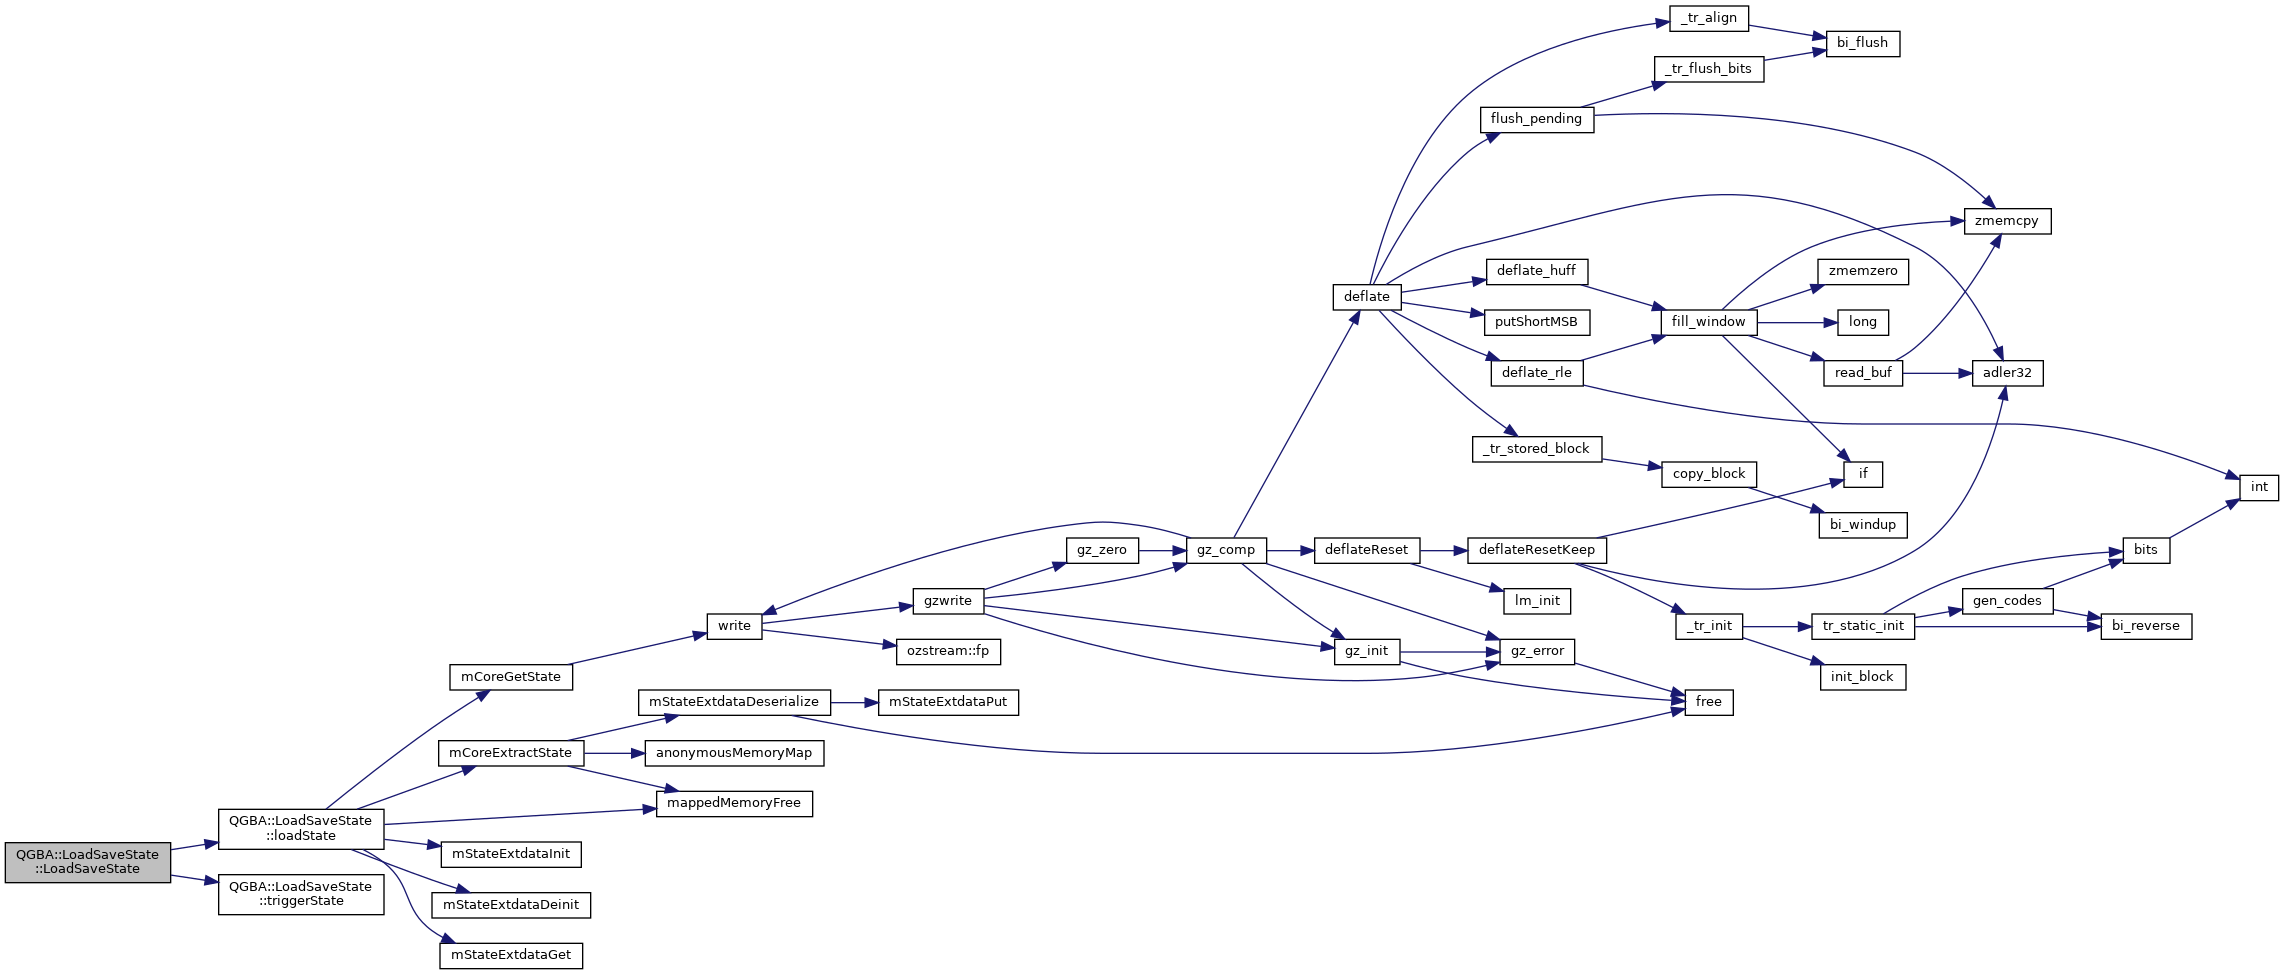 _tr_align
bi_flush
_tr_flush_bits
flush_pending
zmemcpy
deflate_huff
zmemzero
deflate
putShortMSB
fill_window
long
deflate_rle
read_buf
adler32
_tr_stored_block
copy_block
if
int
bi_windup
gz_zero
gz_comp
deflateReset
deflateResetKeep
bits
gzwrite
lm_init
gen_codes
write
_tr_init
tr_static_init
bi_reverse
ozstream::fp
gz_init
gz_error
mCoreGetState
init_block
mStateExtdataDeserialize
mStateExtdataPut
free
mCoreExtractState
anonymousMemoryMap
mappedMemoryFree
QGBA::LoadSaveState
::loadState
QGBA::LoadSaveState
::LoadSaveState
mStateExtdataInit
QGBA::LoadSaveState
::triggerState
mStateExtdataDeinit
mStateExtdataGet